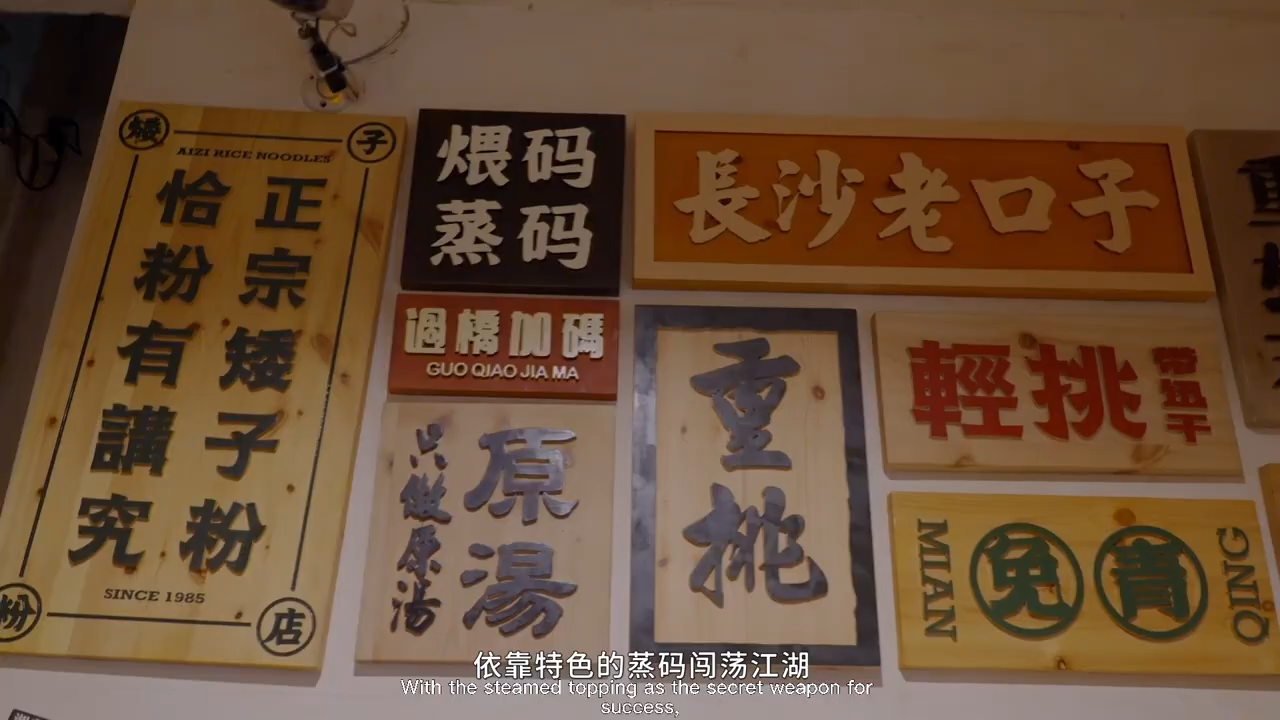 矮 子
AIZI RICE NOODLES
正宗矮子粉
恰粉有講究
SINCE 1985
粉 店
煨码
蒸码
過橋加碼
GUO QIAO JIA MA
原湯
只做原湯
長沙老口子
重挑
輕挑
帶迅干
免青
MIAN QING
依靠特色的蒸码闯荡江湖
With the steamed topping as the secret weapon for
success,